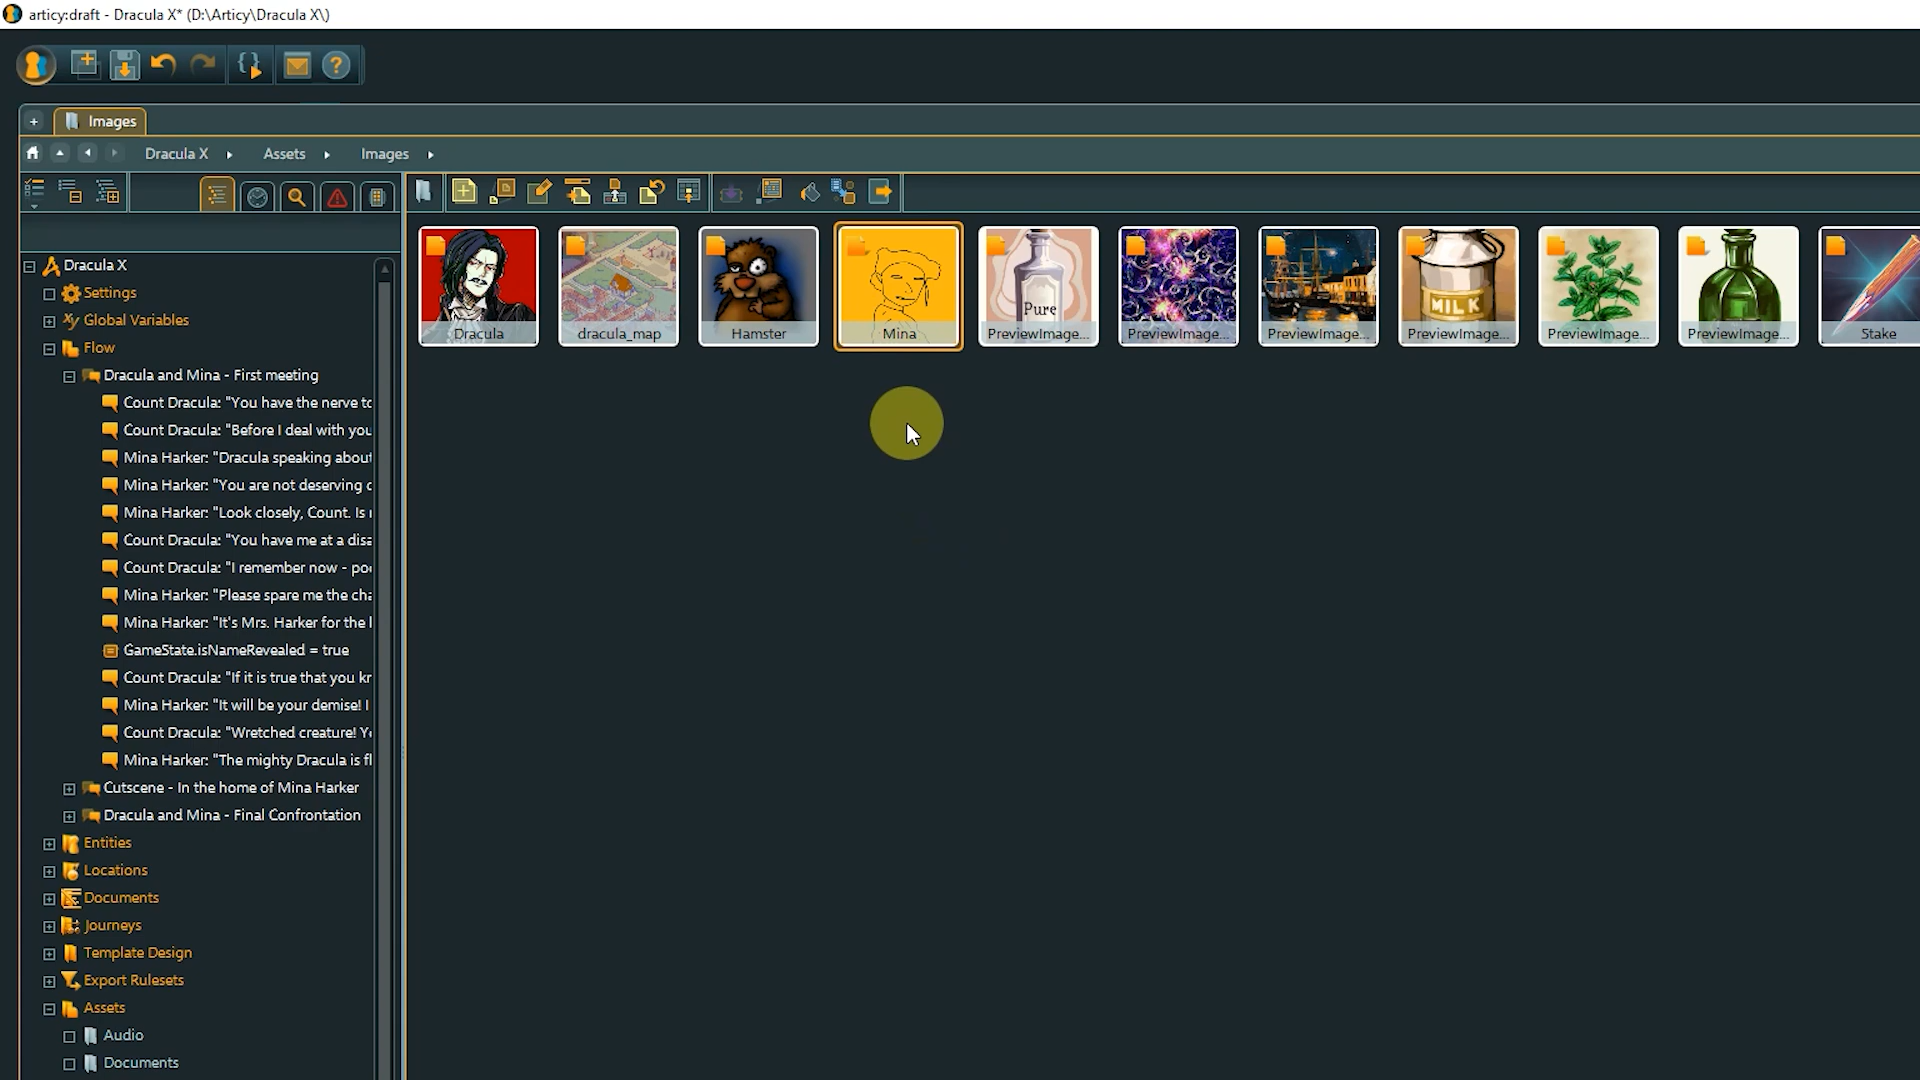 articy:draft - Dracula X* (D:\Articy\Dracula X\)
Images
Dracula X Assets Images
Dracula dracula_map Hamster Mina PreviewImage... PreviewImage... PreviewImage... PreviewImage... PreviewImage... PreviewImage... Stake
Pure
MILK
Dracula X
Settings
Global Variables
Flow
Dracula and Mina - First meeting
Count Dracula: "You have the nerve to
Count Dracula: "Before I deal with you
Mina Harker: "Dracula speaking about
Mina Harker: "You are not deserving
Mina Harker: "Look closely, Count. Is
Count Dracula: "You have me at a disa
Count Dracula: "I remember now - po
Mina Harker: "Please spare me the cha
Mina Harker: "It's Mrs. Harker for the
GameState.isNameRevealed = true
Count Dracula: "If it is true that you kr
Mina Harker: "It will be your demise! I
Count Dracula: "Wretched creature! Y
Mina Harker: "The mighty Dracula is fl
Cutscene - In the home of Mina Harker
Dracula and Mina - Final Confrontation
Entities
Locations
Documents
Journeys
Template Design
Export Rulesets
Assets
Audio
Documents